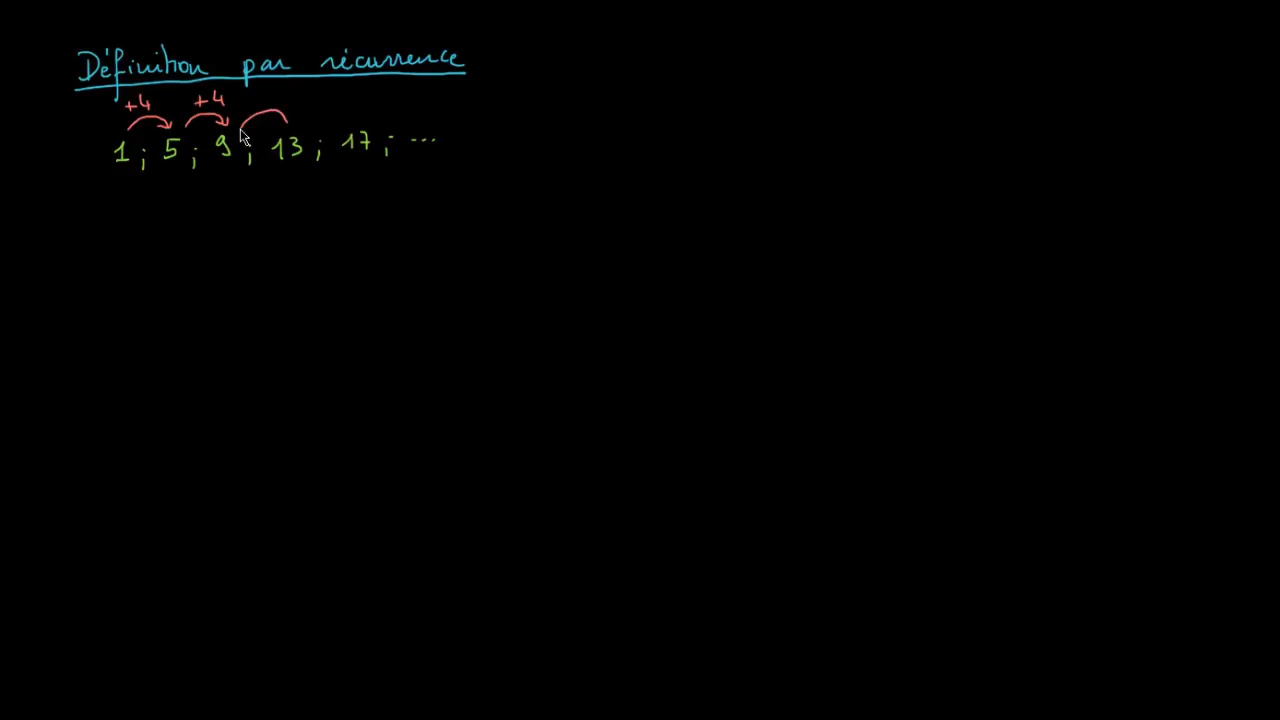 Définition par récurrence
+4 +4
1 ; 5 ; 9 ; 13 ; 17 ; ...